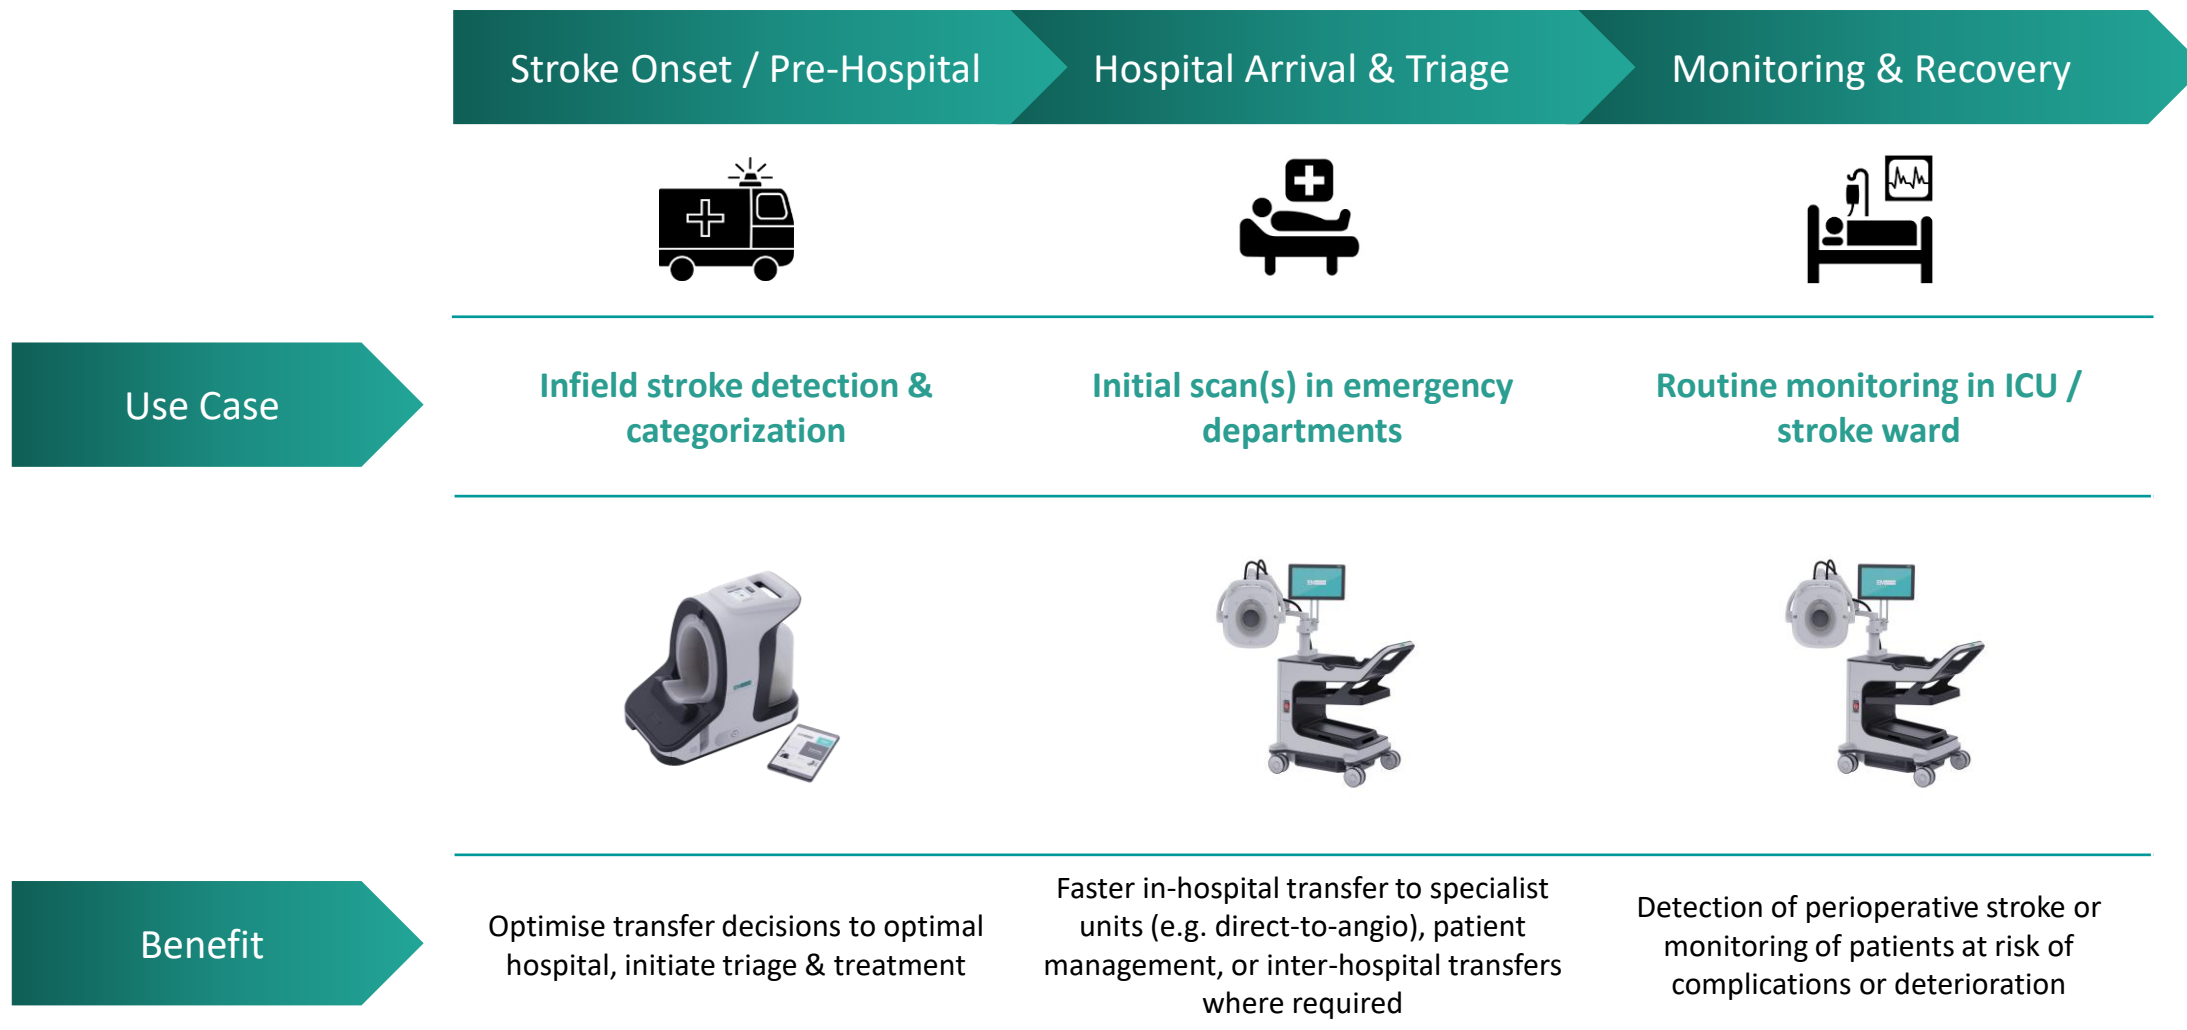 Stroke Onset / Pre-Hospital
Hospital Arrival & Triage
Monitoring & Recovery
Use Case
Infield stroke detection &
categorization
Initial scan(s) in emergency
departments
Routine monitoring in ICU /
stroke ward
Benefit
Optimise transfer decisions to optimal
hospital, initiate triage & treatment
Faster in-hospital transfer to specialist
units (e.g. direct-to-angio), patient
management, or inter-hospital transfers
where required
Detection of perioperative stroke or
monitoring of patients at risk of
complications or deterioration